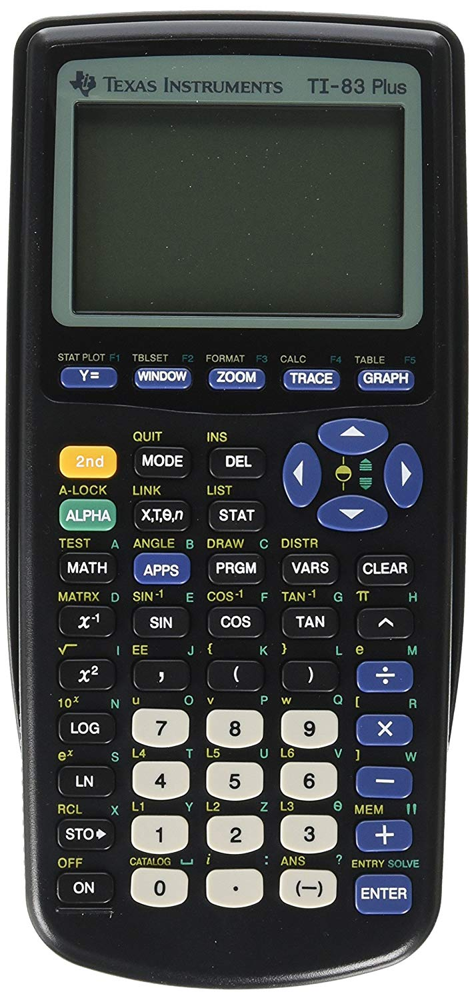 TEXAS INSTRUMENTS TI-83 Plus
STAT PLOT F1 TBLSET F2 FORMAT F3 CALC F4 TABLE F5
Y= WINDOW ZOOM TRACE GRAPH
QUIT INS
2nd MODE DEL
A-LOCK LINK LIST
ALPHA X,T,θ,n STAT
TEST A ANGLE B DRAW C DISTR
MATH APPS PRGM VARS CLEAR
MATRX D SIN⁻¹ E COS⁻¹ F TAN⁻¹ G π H
x⁻¹ SIN COS TAN ^
√ I EE J { K } L e M
x² , ( ) ÷
10ˣ N u O v P w Q [ R
LOG 7 8 9 ×
eˣ S L4 T L5 U L6 V ] W
LN 4 5 6 −
RCL X L1 Y L2 Z L3 θ MEM "
STO► 1 2 3 +
OFF CATALOG ⎵ i : ANS ? ENTRY SOLVE
ON 0 . (—) ENTER